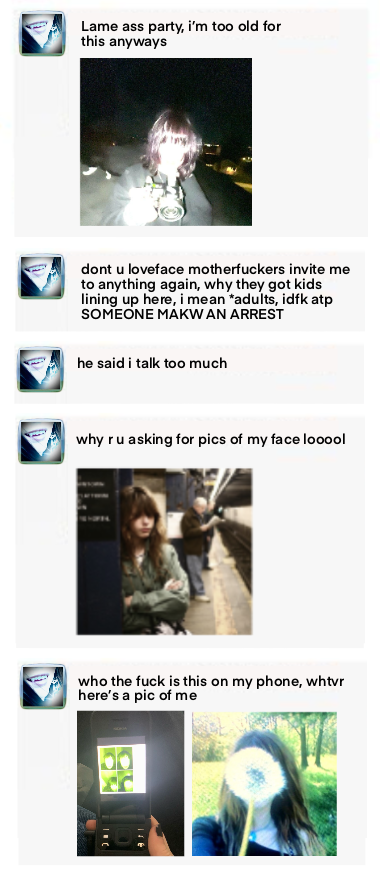 Lame ass party, i'm too old for
this anyways
dont u loveface motherfuckers invite me
to anything again, why they got kids
lining up here, i mean *adults, idfk atp
SOMEONE MAKW AN ARREST
he said i talk too much
why r u asking for pics of my face looool
who the fuck is this on my phone, whtvr
here's a pic of me